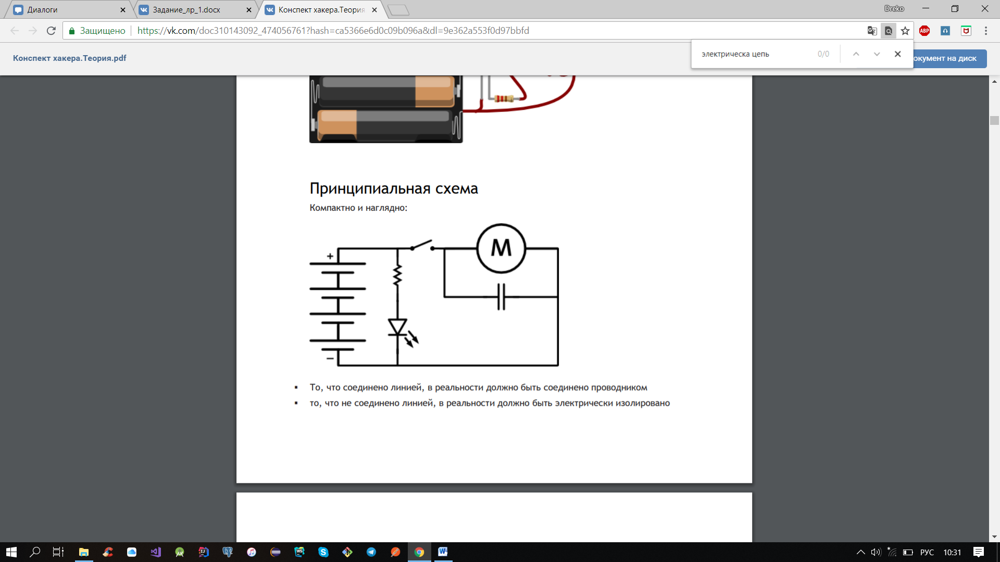 Диалоги
Задание_лр_1.docx
Конспект хакера.Теория
Dreko
Защищено
https://vk.com/doc310143092_474056761?hash=ca5366e6d0c09b096a&dl=9e362a553f0d97bbfd
ABP
электрическа цепь
0/0
Конспект хакера.Теория.pdf
окумент на диск
Принципиальная схема
Компактно и наглядно:
M
+
–
▪ То, что соединено линией, в реальности должно быть соединено проводником
▪ то, что не соединено линией, в реальности должно быть электрически изолировано
РУС
10:31